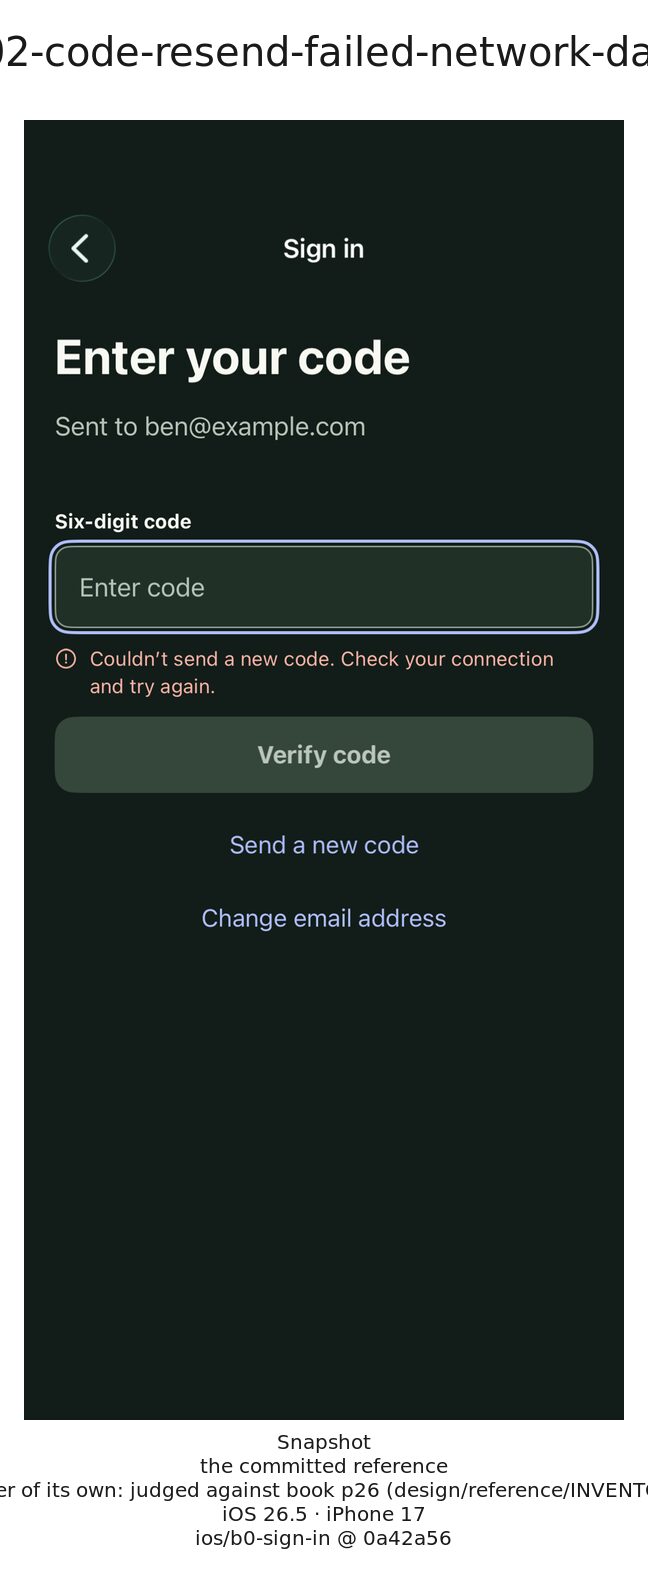 02-code-resend-failed-network-da
Sign in
Enter your code
Sent to ben@example.com
Six-digit code
Enter code
Couldn’t send a new code. Check your connection
and try again.
Verify code
Send a new code
Change email address
Snapshot
the committed reference
er of its own: judged against book p26 (design/reference/INVENTO
iOS 26.5 · iPhone 17
ios/b0-sign-in @ 0a42a56